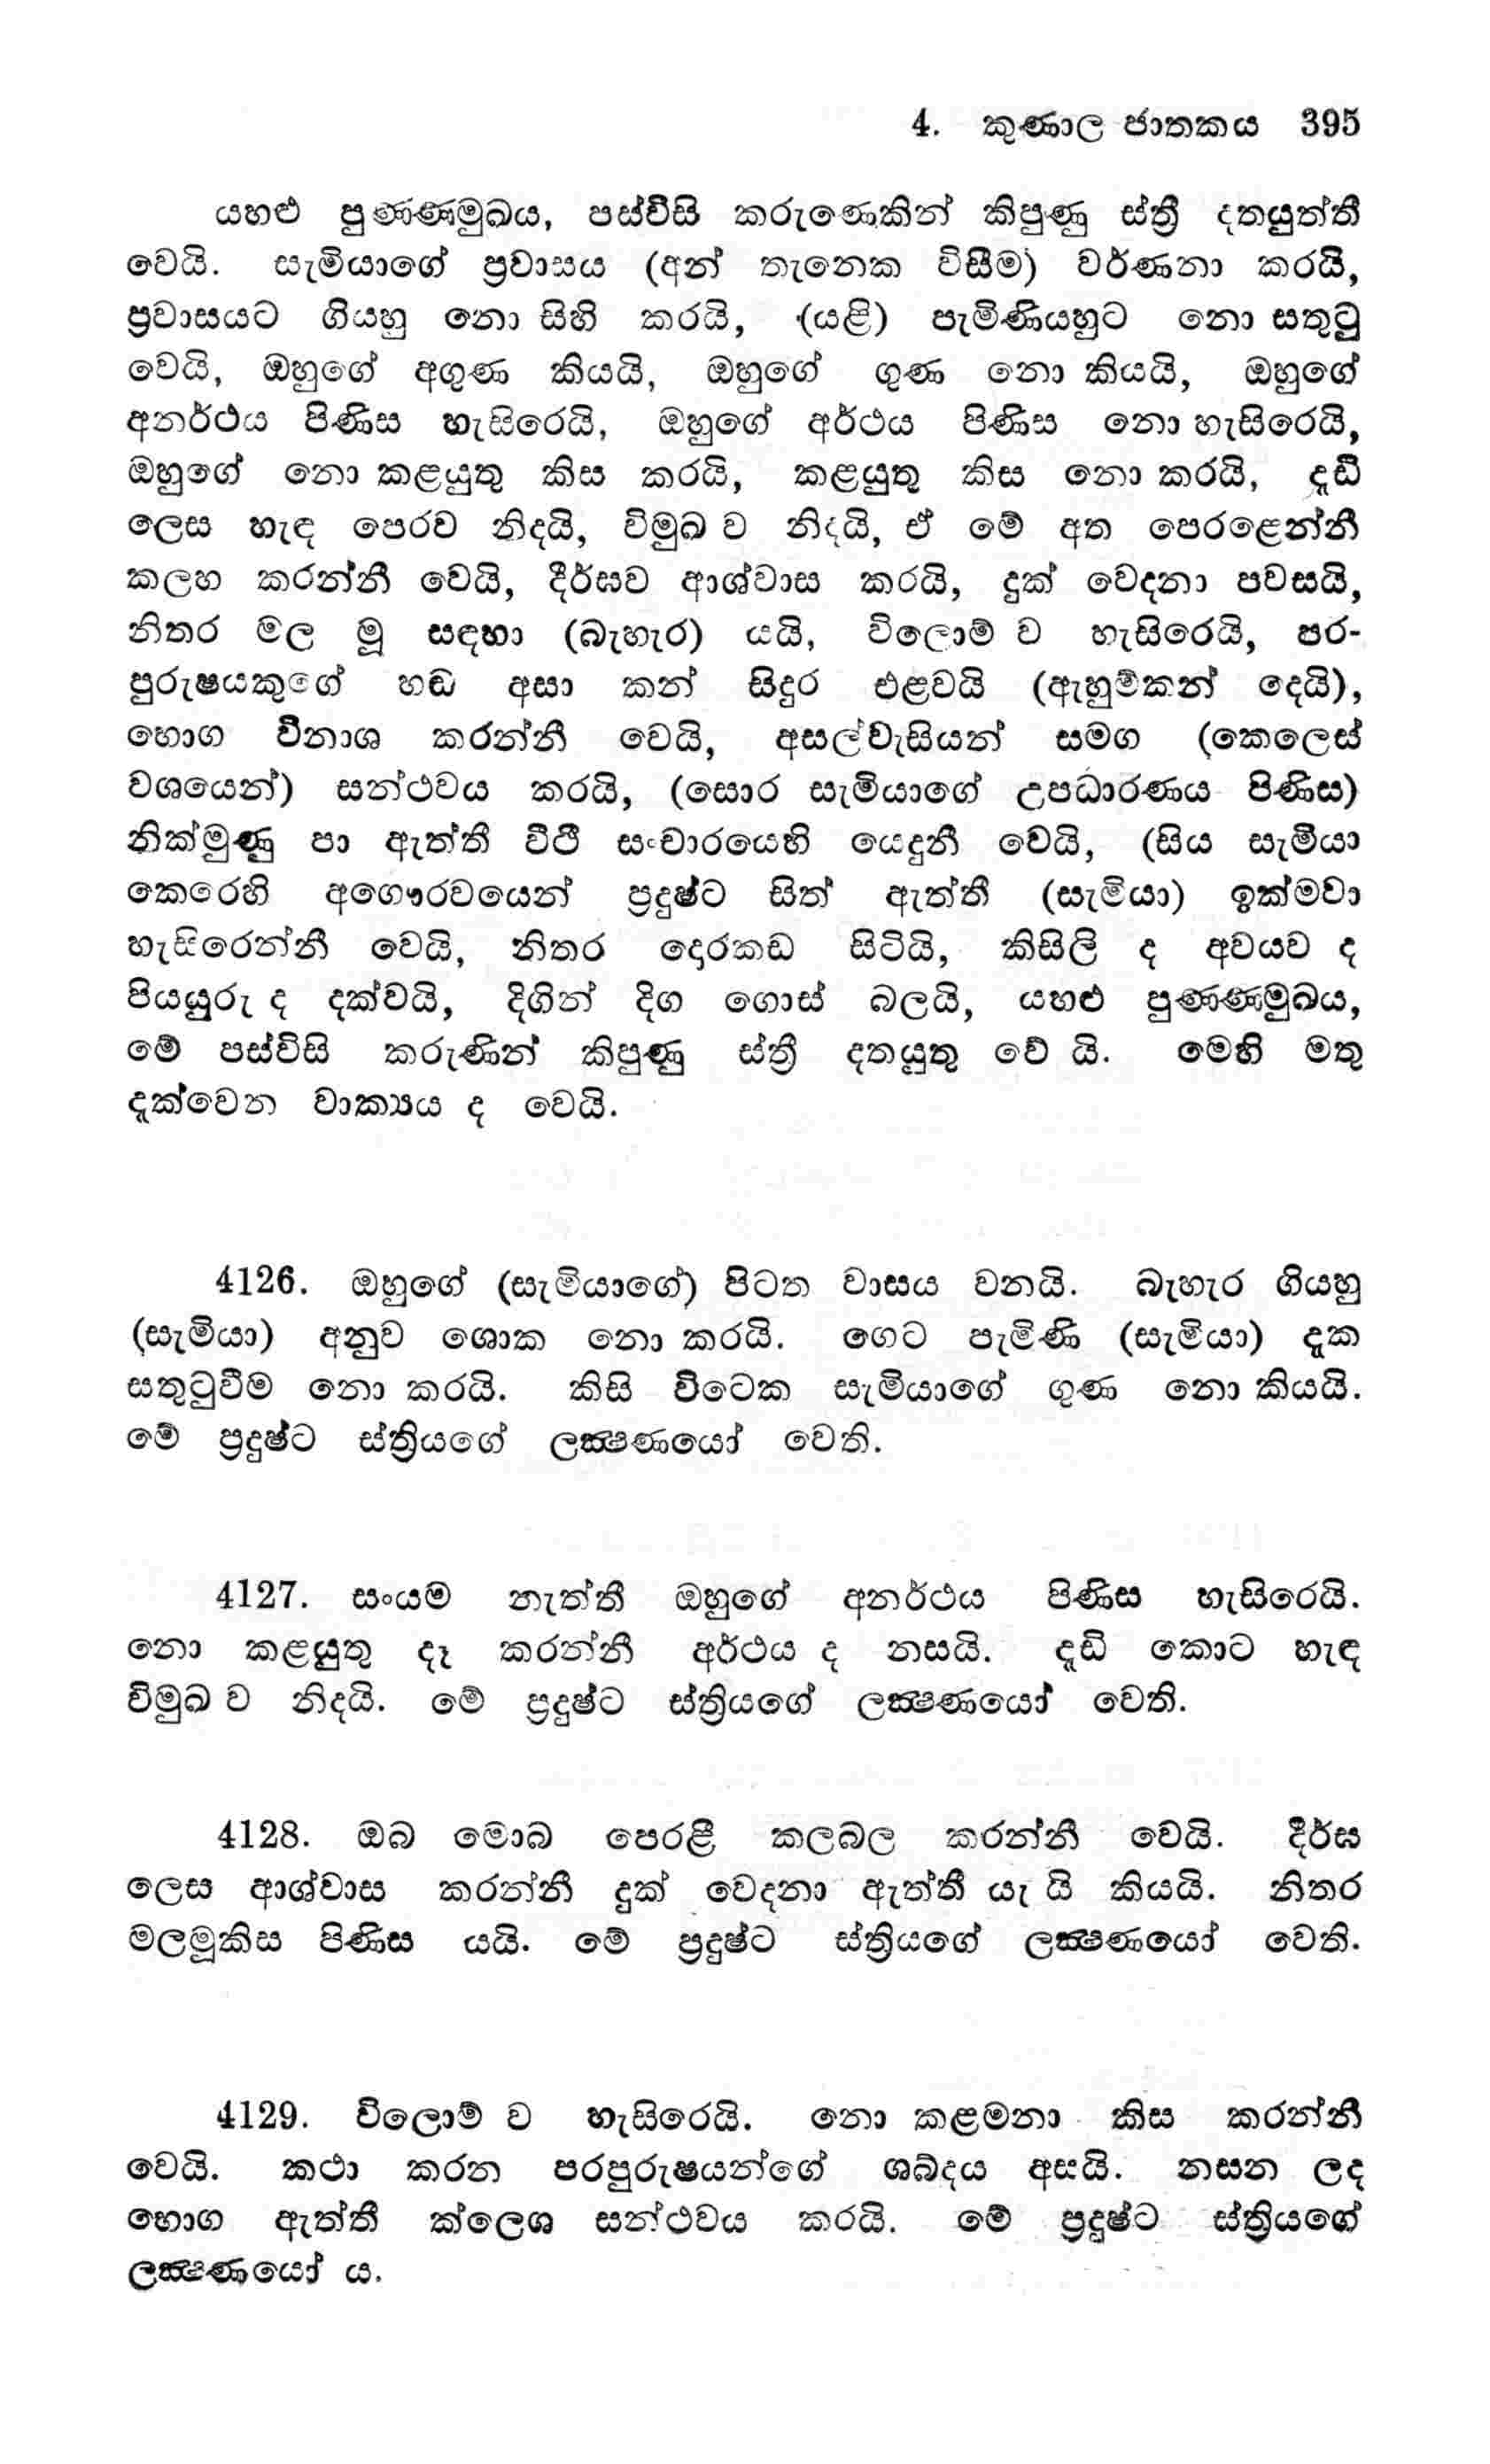 4. කුණාල ජාතකය 395
යහළු පුණ්ණමුඛය, පස්විසි කරුණෙකින් කිපුණු ස්ත්‍රී දතයුත්තී
වෙයි. සැමියාගේ ප්‍රවාසය (අන් තැනෙක විසීම) වර්ණනා කරයි,
ප්‍රවාසයට ගියහු නො සිහි කරයි, (යළි) පැමිණියහුට නො සතුටු
වෙයි, ඔහුගේ අගුණ කියයි, ඔහුගේ ගුණ නො කියයි, ඔහුගේ
අනර්ථය පිණිස හැසිරෙයි, ඔහුගේ අර්ථය පිණිස නො හැසිරෙයි,
ඔහුගේ නො කළයුතු කිස කරයි, කළයුතු කිස නො කරයි, දැඩි
ලෙස හැඳ පෙරව නිදයි, විමුඛ ව නිදයි, ඒ මේ අත පෙරළෙන්නී
කලහ කරන්නී වෙයි, දීර්ඝව ආශ්වාස කරයි, දුක් වෙදනා පවසයි,
නිතර මල මූ සඳහා (බැහැර) යයි, විලොම් ව හැසිරෙයි, පර-
පුරුෂයකුගේ හඬ අසා කන් සිදුර එළවයි (ඇහුම්කන් දෙයි),
භොග විනාශ කරන්නී වෙයි, අසල්වැසියන් සමග (කෙලෙස්
වශයෙන්) සන්ථවය කරයි, (සොර සැමියාගේ උපධාරණය පිණිස)
නික්මුණු පා ඇත්තී වීථි සංචාරයෙහි යෙදුනී වෙයි, (සිය සැමියා
කෙරෙහි අගෞරවයෙන් ප්‍රදුෂ්ට සිත් ඇත්තී (සැමියා) ඉක්මවා
හැසිරෙන්නී වෙයි, නිතර දොරකඩ සිටියි, කිසිලි ද අවයව ද
පියයුරු ද දක්වයි, දිගින් දිග ගොස් බලයි, යහළු පුණ්ණමුඛය,
මේ පස්විසි කරුණින් කිපුණු ස්ත්‍රී දතයුතු වේ යි. මෙහි මතු
දැක්වෙන වාක්‍යය ද වෙයි.
4126. ඔහුගේ (සැමියාගේ) පිටත වාසය වනයි. බැහැර ගියහු
(සැමියා) අනුව ශොක නො කරයි. ගෙට පැමිණි (සැමියා) දැක
සතුටුවීම නො කරයි. කිසි විටෙක සැමියාගේ ගුණ නො කියයි.
මේ ප්‍රදුෂ්ට ස්ත්‍රියගේ ලක්‍ෂණයෝ වෙති.
4127. සංයම නැත්තී ඔහුගේ අනර්ථය පිණිස හැසිරෙයි.
නො කළයුතු දෑ කරන්නී අර්ථය ද නසයි. දැඩි කොට හැඳ
විමුඛ ව නිදයි. මේ ප්‍රදුෂ්ට ස්ත්‍රියගේ ලක්‍ෂණයෝ වෙති.
4128. ඔබ මොබ පෙරළී කලබල කරන්නී වෙයි. දීර්ඝ
ලෙස ආශ්වාස කරන්නී දුක් වෙදනා ඇත්තී යැ යි කියයි. නිතර
මලමූකිස පිණිස යයි. මේ ප්‍රදුෂ්ට ස්ත්‍රියගේ ලක්‍ෂණයෝ වෙති.
4129. විලොම් ව හැසිරෙයි. නො කළමනා කිස කරන්නී
වෙයි. කථා කරන පරපුරුෂයන්ගේ ශබ්දය අසයි. නසන ලද
භොග ඇත්තී ක්ලෙශ සන්ථවය කරයි. මේ ප්‍රදුෂ්ට ස්ත්‍රියගේ
ලක්‍ෂණයෝ ය.